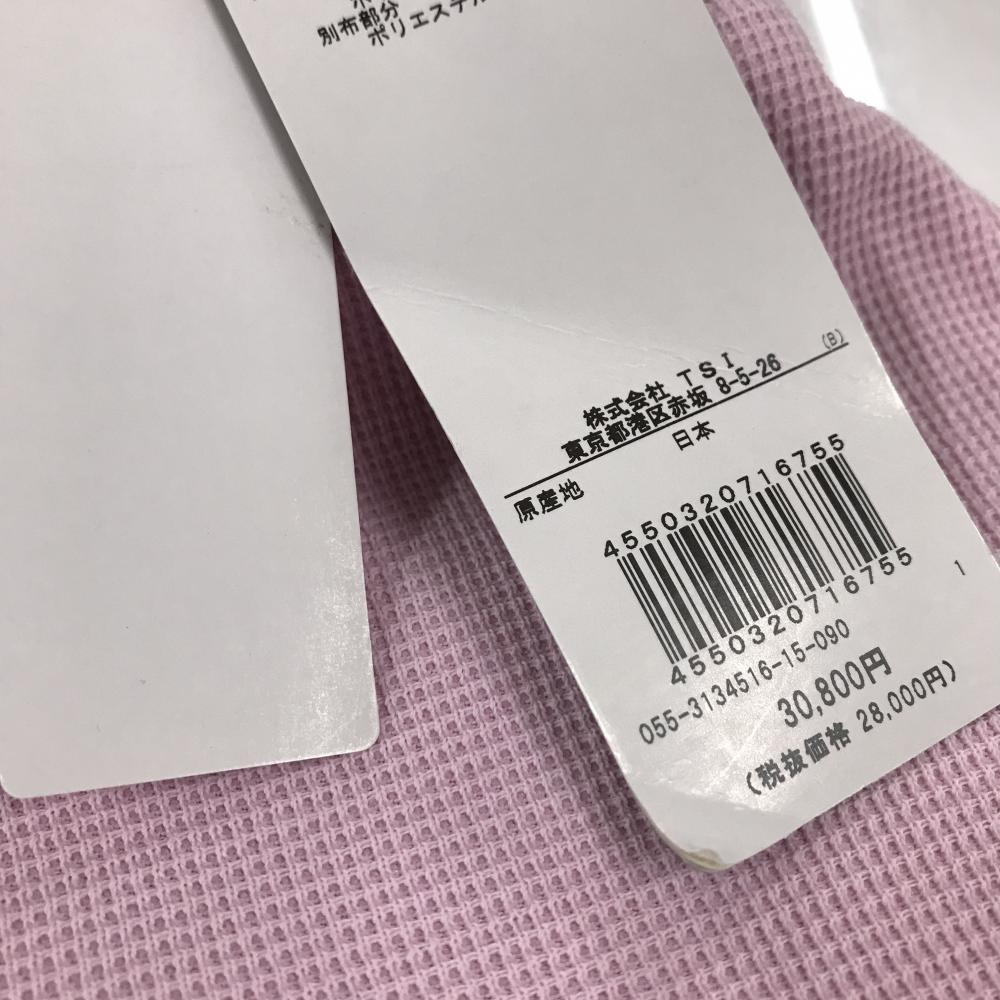 別布部分
ポリエステル
(B)
株式会社 TSI
東京都港区赤坂 8-5-26
原産地 日本
4550320716755
4550320716755
1
055-3134516-15-090
30,800円
(税抜価格 28,000円)